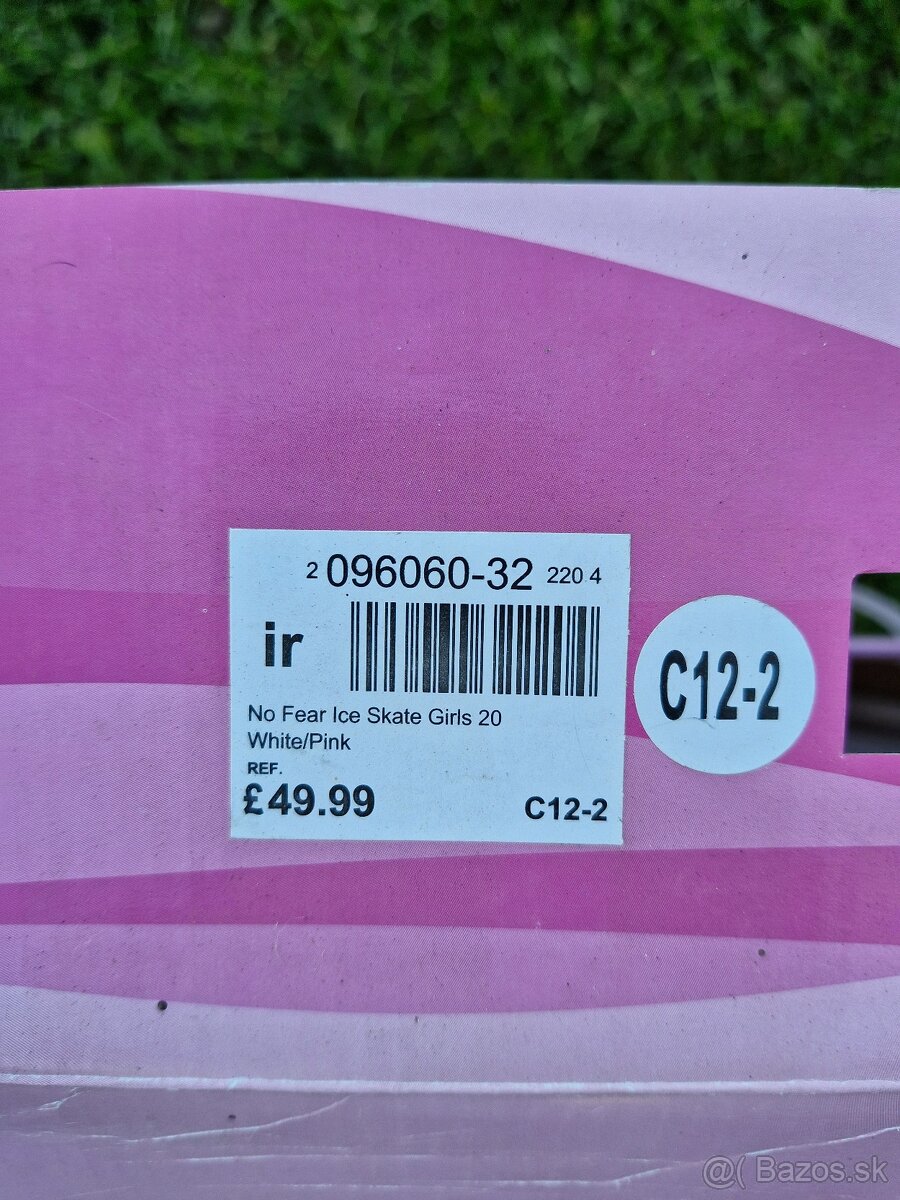 2 096060-32 220 4
ir
No Fear Ice Skate Girls 20
White/Pink
REF.
£49.99 C12-2
C12-2
@( Bazos.sk